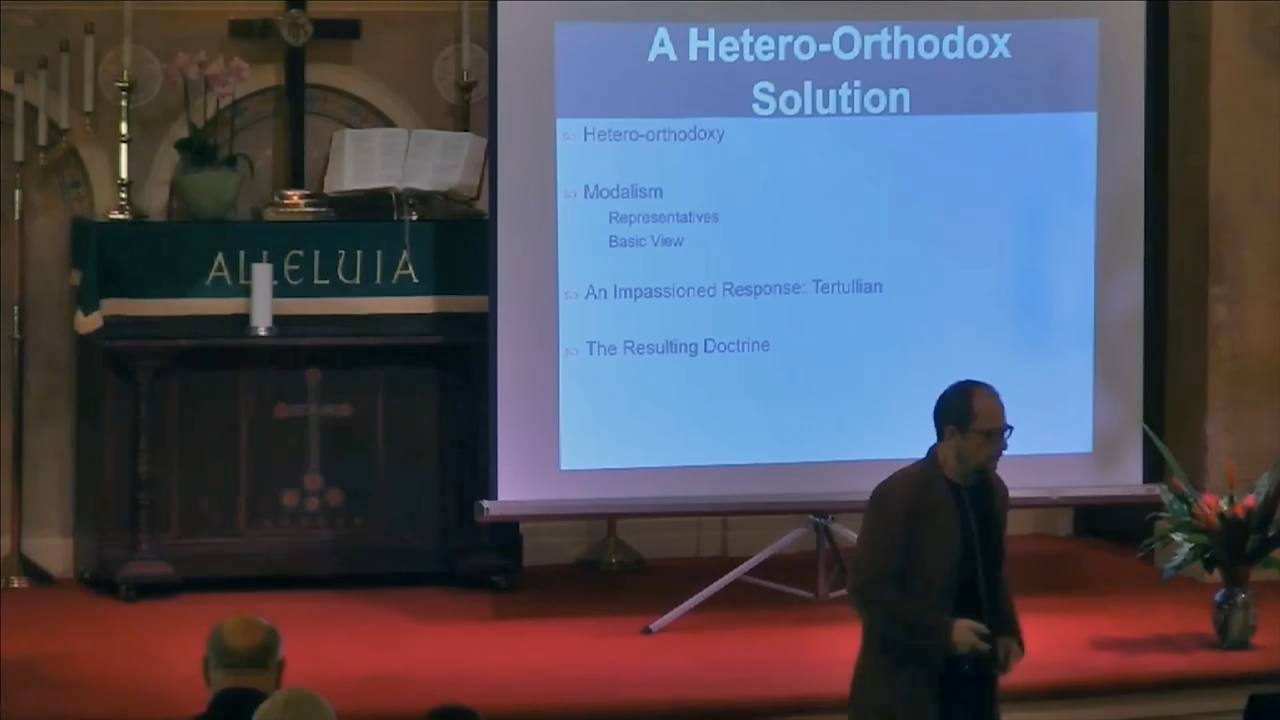 A Hetero-Orthodox
Solution
Hetero-orthodoxy
Modalism
Representatives
Basic View
An Impassioned Response: Tertullian
The Resulting Doctrine
ALLELUIA